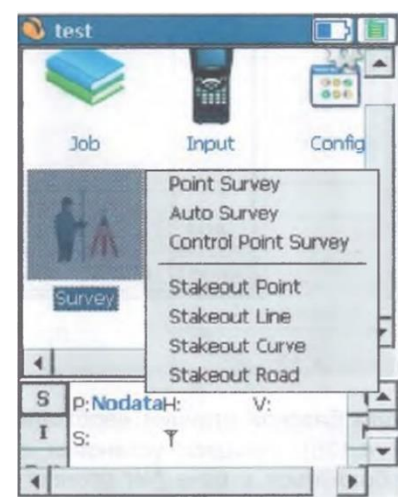 test
Job Input Config
Point Survey
Auto Survey
Control Point Survey
Survey
Stakeout Point
Stakeout Line
Stakeout Curve
Stakeout Road
S
P:NodataH: V:
I
S: